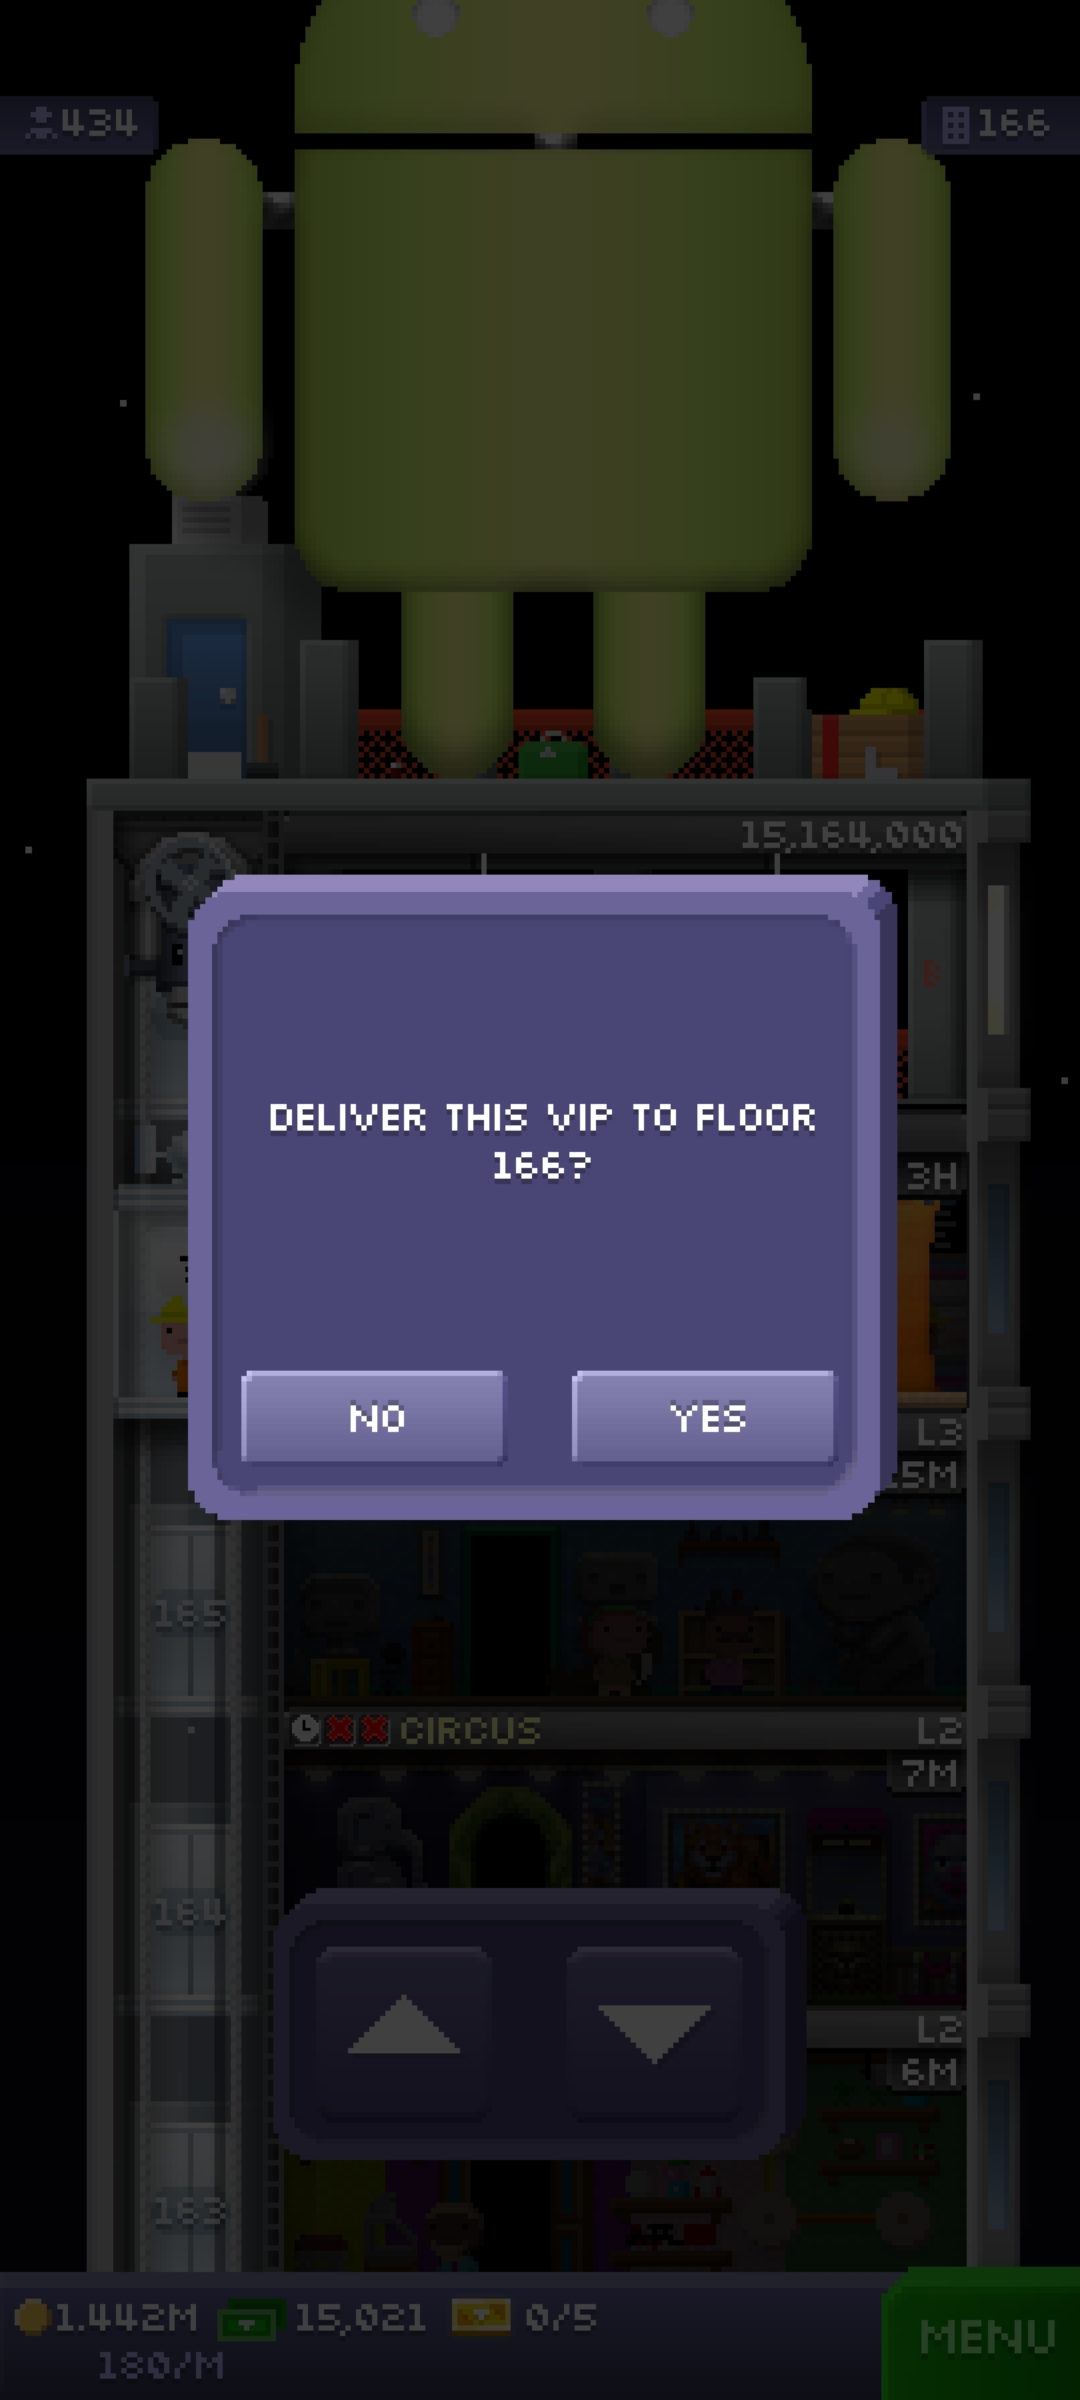 434
166
15,164,000
6
3H
DELIVER THIS VIP TO FLOOR
166?
NO
YES
L3
.5M
165
CIRCUS
L2
7M
164
L2
6M
163
1.442M
15,021
0/5
180/M
MENU